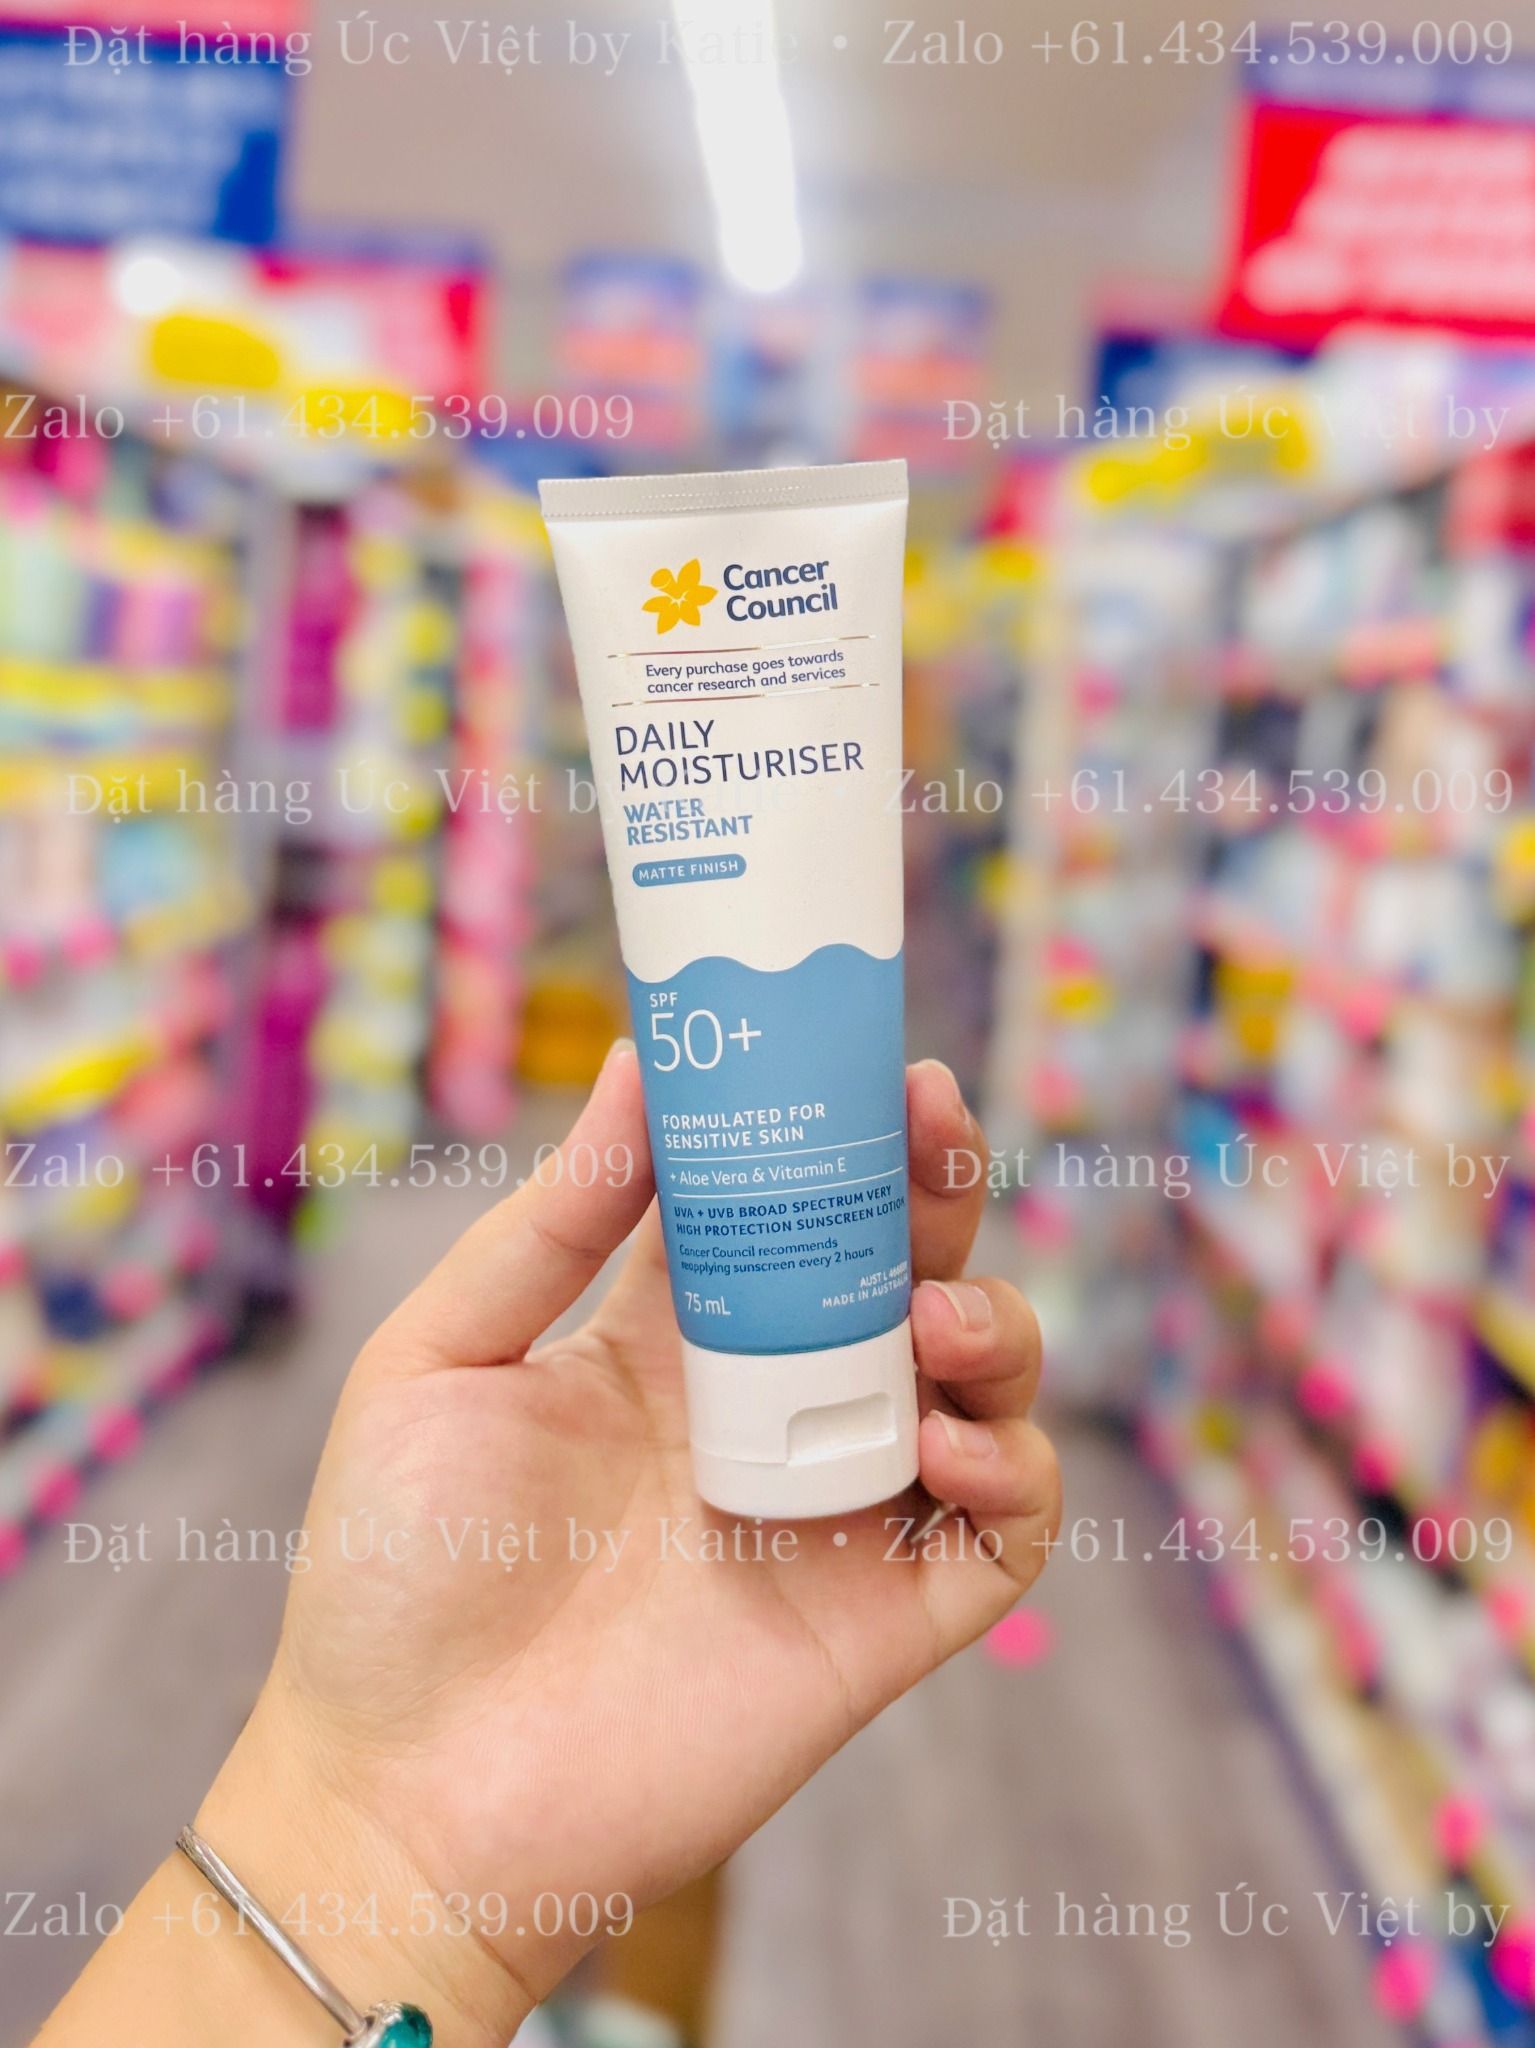 Đặt hàng Úc Việt by Katie • Zalo +61.434.539.009
Zalo +61.434.539.009 Đặt hàng Úc Việt by
Cancer
Council
Every purchase goes towards
cancer research and services
DAILY
MOISTURISER
Đặt hàng Úc Việt by Katie • Zalo +61.434.539.009
WATER
RESISTANT
MATTE FINISH
SPF
50+
FORMULATED FOR
SENSITIVE SKIN
Zalo +61.434.539.009 Đặt hàng Úc Việt by
+ Aloe Vera & Vitamin E
UVA + UVB BROAD SPECTRUM VERY
HIGH PROTECTION SUNSCREEN LOTION
Cancer Council recommends
reapplying sunscreen every 2 hours
AUST L
MADE IN AUSTRALIA
75 mL
Đặt hàng Úc Việt by Katie • Zalo +61.434.539.009
Zalo +61.434.539.009 Đặt hàng Úc Việt by